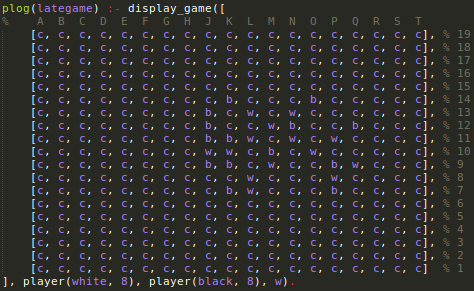 plog(lategame) :- display_game([
% A B C D E F G H J K L M N O P Q R S T
[c, c, c, c, c, c, c, c, c, c, c, c, c, c, c, c, c, c, c], % 19
[c, c, c, c, c, c, c, c, c, c, c, c, c, c, c, c, c, c, c], % 18
[c, c, c, c, c, c, c, c, c, c, c, c, c, c, c, c, c, c, c], % 17
[c, c, c, c, c, c, c, c, c, c, c, c, c, c, c, c, c, c, c], % 16
[c, c, c, c, c, c, c, c, c, c, c, c, c, c, c, c, c, c, c], % 15
[c, c, c, c, c, c, c, c, c, b, c, c, c, b, c, c, c, c, c], % 14
[c, c, c, c, c, c, c, c, b, c, w, c, w, c, c, c, c, c, c], % 13
[c, c, c, c, c, c, c, c, b, c, c, w, b, c, c, b, c, c, c], % 12
[c, c, c, c, c, c, c, c, b, b, w, c, w, c, w, c, c, c, c], % 11
[c, c, c, c, c, c, c, c, w, w, c, b, c, w, c, c, c, c, c], % 10
[c, c, c, c, c, c, c, c, b, b, c, w, c, c, b, w, c, c, c], % 9
[c, c, c, c, c, c, c, c, c, c, w, c, c, c, w, c, c, c, c], % 8
[c, c, c, c, c, c, c, c, c, b, w, c, c, c, b, c, c, c, c], % 7
[c, c, c, c, c, c, c, c, c, c, c, c, c, c, c, c, c, c, c], % 6
[c, c, c, c, c, c, c, c, c, c, c, c, c, c, c, c, c, c, c], % 5
[c, c, c, c, c, c, c, c, c, c, c, c, c, c, c, c, c, c, c], % 4
[c, c, c, c, c, c, c, c, c, c, c, c, c, c, c, c, c, c, c], % 3
[c, c, c, c, c, c, c, c, c, c, c, c, c, c, c, c, c, c, c], % 2
[c, c, c, c, c, c, c, c, c, c, c, c, c, c, c, c, c, c, c] % 1
], player(white, 8), player(black, 8), w).